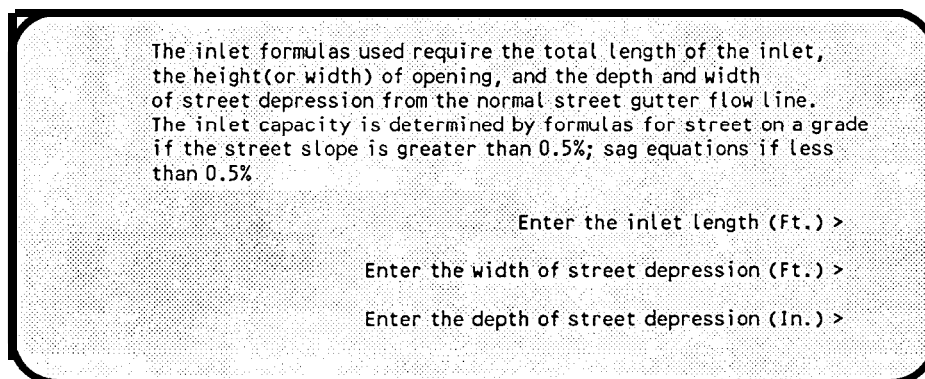 The inlet formulas used require the total length of the inlet,
the height(or width) of opening, and the depth and width
of street depression from the normal street gutter flow line.
The inlet capacity is determined by formulas for street on a grade
if the street slope is greater than 0.5%; sag equations if less
than 0.5%
Enter the inlet length (Ft.) >
Enter the width of street depression (Ft.) >
Enter the depth of street depression (In.) >